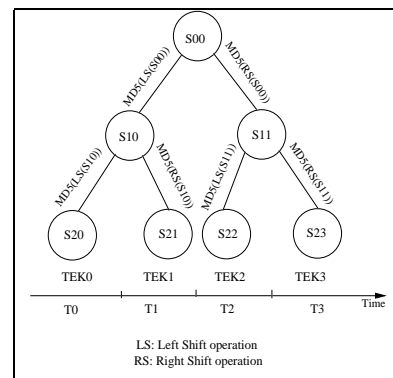 S00
MD5(LS(S00))
MD5(RS(S00))
S10
S11
MD5(LS(S10))
MD5(RS(S10))
MD5(LS(S11))
MD5(RS(S11))
S20
S21
S22
S23
TEK0
TEK1
TEK2
TEK3
Time
T0
T1
T2
T3
LS: Left Shift operation
RS: Right Shift operation